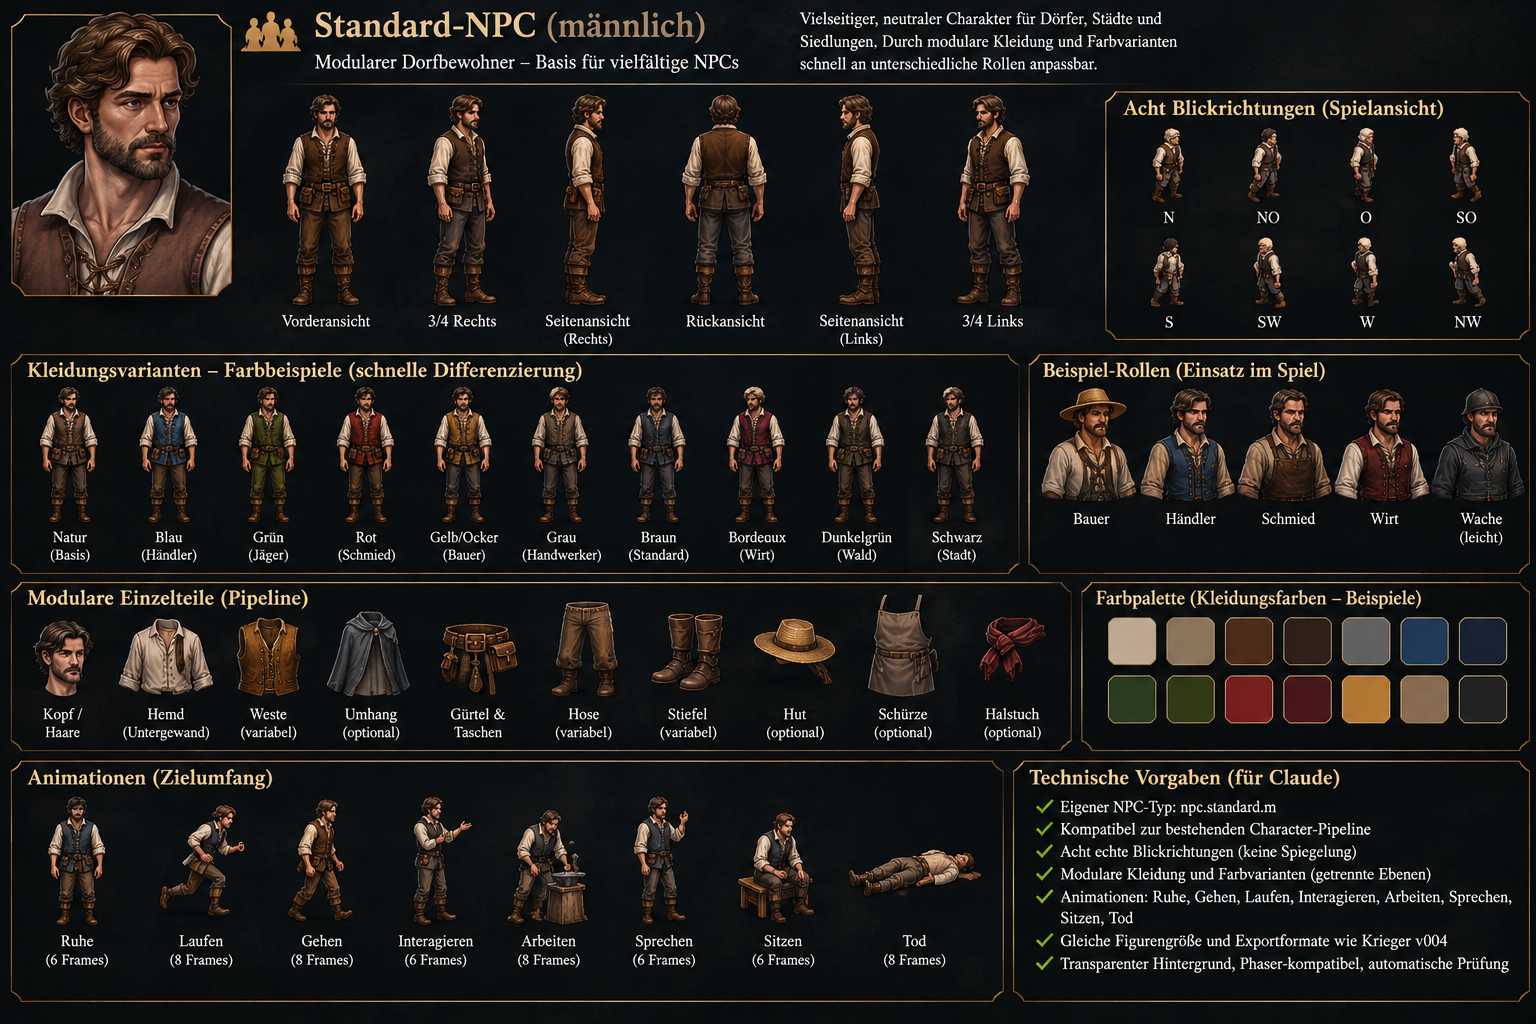 Standard-NPC (männlich)
Modularer Dorfbewohner – Basis für vielfältige NPCs
Vielseitiger, neutraler Charakter für Dörfer, Städte und
Siedlungen, Durch modulare Kleidung und Farbvarianten
schnell an unterschiedliche Rollen anpassbar.
Vorderansicht
3/4 Rechts
Seitenansicht
(Rechts)
Rückansicht
Seitenansicht
(Links)
3/4 Links
Acht Blickrichtungen (Spielansicht)
N
NO
O
SO
S
SW
W
NW
Kleidungsvarianten – Farbbeispiele (schnelle Differenzierung)
Natur
(Basis)
Blau
(Händler)
Grün
(Jäger)
Rot
(Schmied)
Gelb/Ocker
(Bauer)
Grau
(Handwerker)
Braun
(Standard)
Bordeaux
(Wirt)
Dunkelgrün
(Wald)
Schwarz
(Stadt)
Beispiel-Rollen (Einsatz im Spiel)
Bauer
Händler
Schmied
Wirt
Wache
(leicht)
Modulare Einzelteile (Pipeline)
Kopf /
Haare
Hemd
(Untergewand)
Weste
(variabel)
Umhang
(optional)
Gürtel &
Taschen
Hose
(variabel)
Stiefel
(variabel)
Hut
(optional)
Schürze
(optional)
Halstuch
(optional)
Farbpalette (Kleidungsfarben – Beispiele)
Animationen (Zielumfang)
Ruhe
(6 Frames)
Laufen
(8 Frames)
Gehen
(8 Frames)
Interagieren
(6 Frames)
Arbeiten
(8 Frames)
Sprechen
(6 Frames)
Sitzen
(6 Frames)
Tod
(8 Frames)
Technische Vorgaben (für Claude)
Eigener NPC-Typ: npc.standard.m
Kompatibel zur bestehenden Character-Pipeline
Acht echte Blickrichtungen (keine Spiegelung)
Modulare Kleidung und Farbvarianten (getrennte Ebenen)
Animationen: Ruhe, Gehen, Laufen, Interagieren, Arbeiten, Sprechen,
Sitzen, Tod
Gleiche Figurengröße und Exportformate wie Krieger v004
Transparenter Hintergrund, Phaser-kompatibel, automatische Prüfung